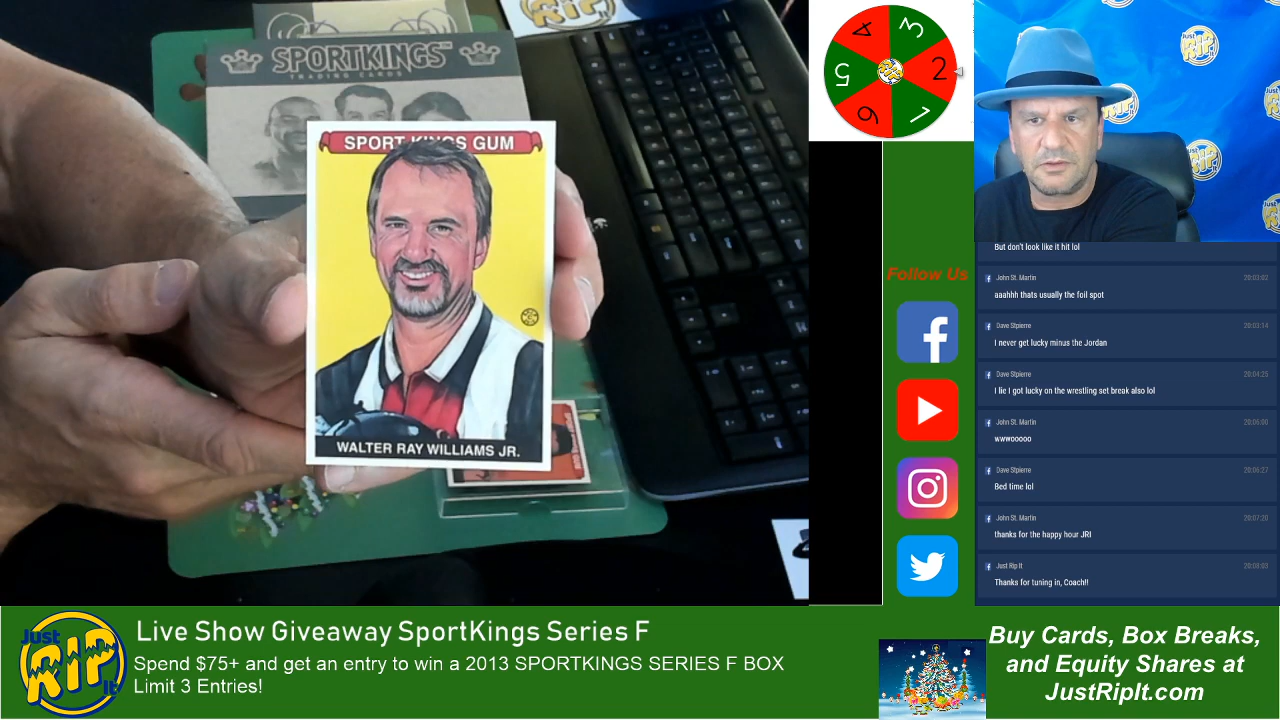 SPORTKINGS
TRADING CARDS
SPORT KINGS GUM
WALTER RAY WILLIAMS JR.
3
4
2
5
1
6
Just
RIP
It
Follow Us
But don't look like it hit lol
John St. Martin
20:03:02
aaahhh thats usually the foil spot
Dave Stpierre
20:03:14
I never get lucky minus the Jordan
Dave Stpierre
20:04:25
I lie I got lucky on the wrestling set break also lol
John St. Martin
20:05:00
wwwooooo
Dave Stpierre
20:06:27
Bed time lol
John St. Martin
20:07:20
thanks for the happy hour JRI
Just Rip It
20:08:03
Thanks for tuning in, Coach!!
Just
RIP
It
Live Show Giveaway SportKings Series F
Spend $75+ and get an entry to win a 2013 SPORTKINGS SERIES F BOX
Limit 3 Entries!
Buy Cards, Box Breaks,
and Equity Shares at
JustRipIt.com